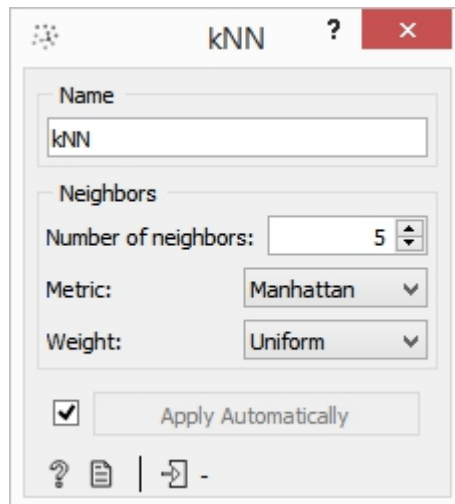 kNN ?
Name
kNN
Neighbors
Number of neighbors: 5
Metric: Manhattan
Weight: Uniform
Apply Automatically
? | -